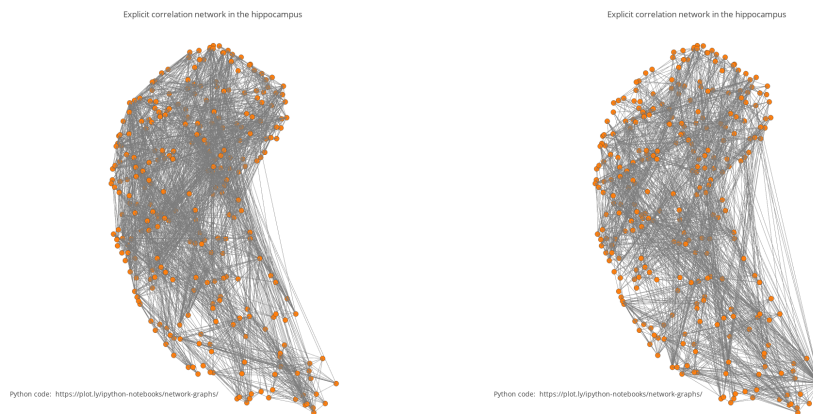 Explicit correlation network in the hippocampus
Explicit correlation network in the hippocampus
Python code: https://plot.ly/ipython-notebooks/network-graphs/
Python code: https://plot.ly/ipython-notebooks/network-graphs/